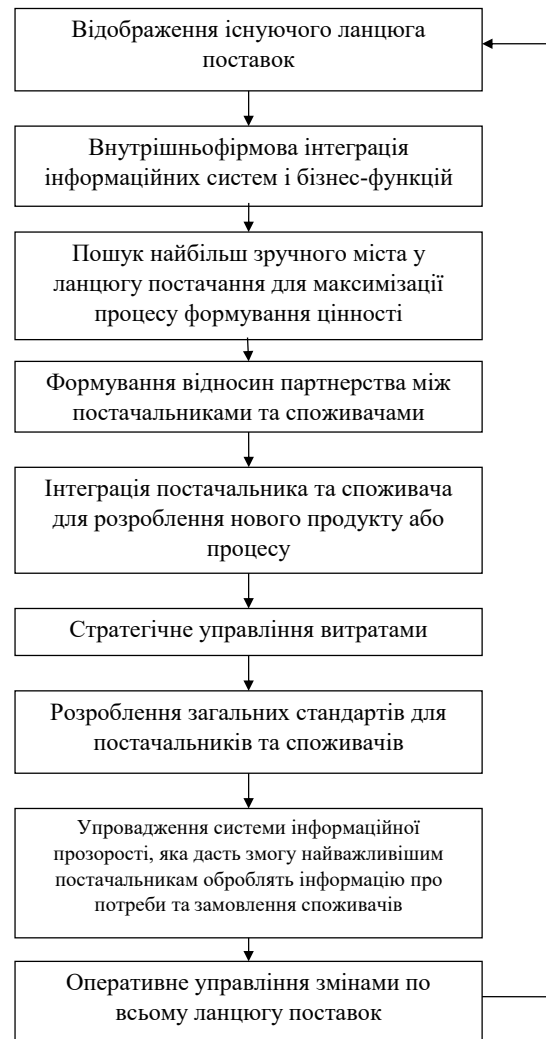 Відображення існуючого ланцюга
поставок
Внутрішньофірмова інтеграція
інформаційних систем і бізнес-функцій
Пошук найбільш зручного міста у
ланцюгу постачання для максимізації
процесу формування цінності
Формування відносин партнерства між
постачальниками та споживачами
Інтеграція постачальника та споживача
для розроблення нового продукту або
процесу
Стратегічне управління витратами
Розроблення загальних стандартів для
постачальників та споживачів
Упровадження системи інформаційної
прозорості, яка дасть змогу найважливішим
постачальникам оброблять інформацію про
потреби та замовлення споживачів
Оперативне управління змінами по
всьому ланцюгу поставок